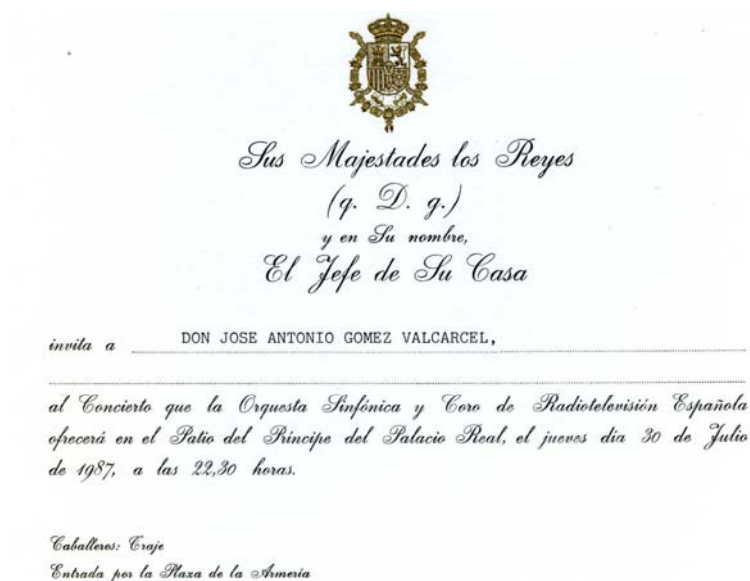 Sus Majestades los Reyes
(q. D. g.)
y en Su nombre,
El Jefe de Su Casa
invita a DON JOSE ANTONIO GOMEZ VALCARCEL,
al Concierto que la Orquesta Sinfónica y Coro de Radiotelevisión Española
ofrecerá en el Patio del Príncipe del Palacio Real, el jueves día 30 de Julio
de 1987, a las 22,30 horas.
Caballeros: Traje
Entrada por la Plaza de la Armería